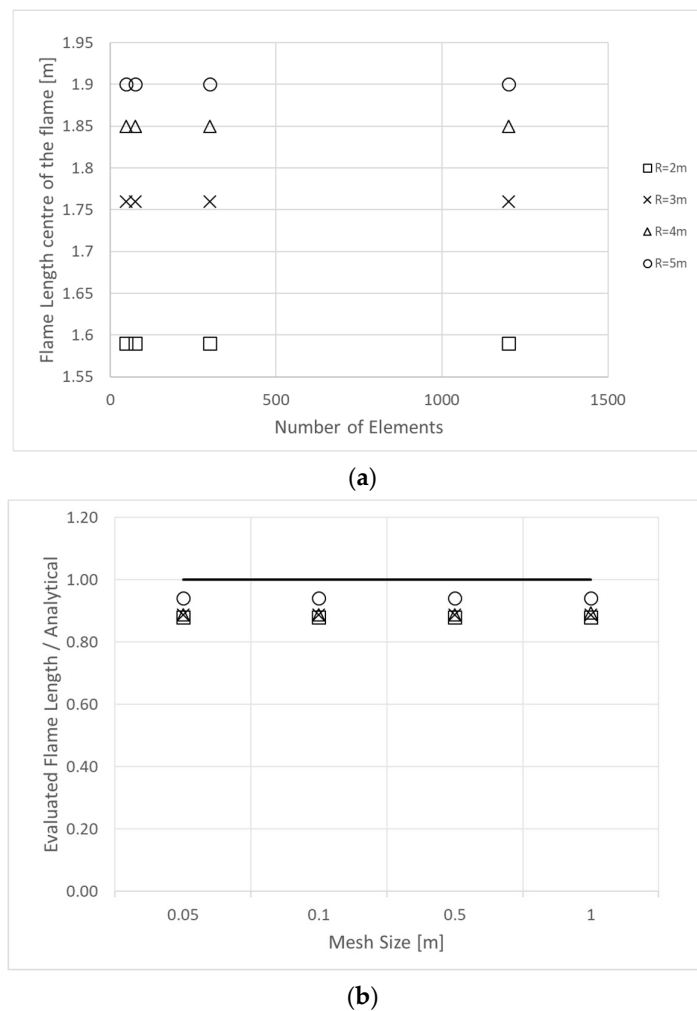 Flame Length centre of the flame [m]
1.95
1.9
1.85
1.8
1.75
1.7
1.65
1.6
1.55
0
500
1000
1500
Number of Elements
R=2m
R=3m
R=4m
R=5m
(a)
Evaluated Flame Length / Analytical
1.20
1.00
0.80
0.60
0.40
0.20
0.00
0.05
0.1
0.5
1
Mesh Size [m]
(b)